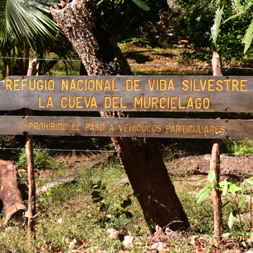 REFUGIO NACIONAL DE VIDA SILVESTRE
LA CUEVA DEL MURCIELAGO
PROHIBIDO EL PASO A VEHICULOS PARTICULARES